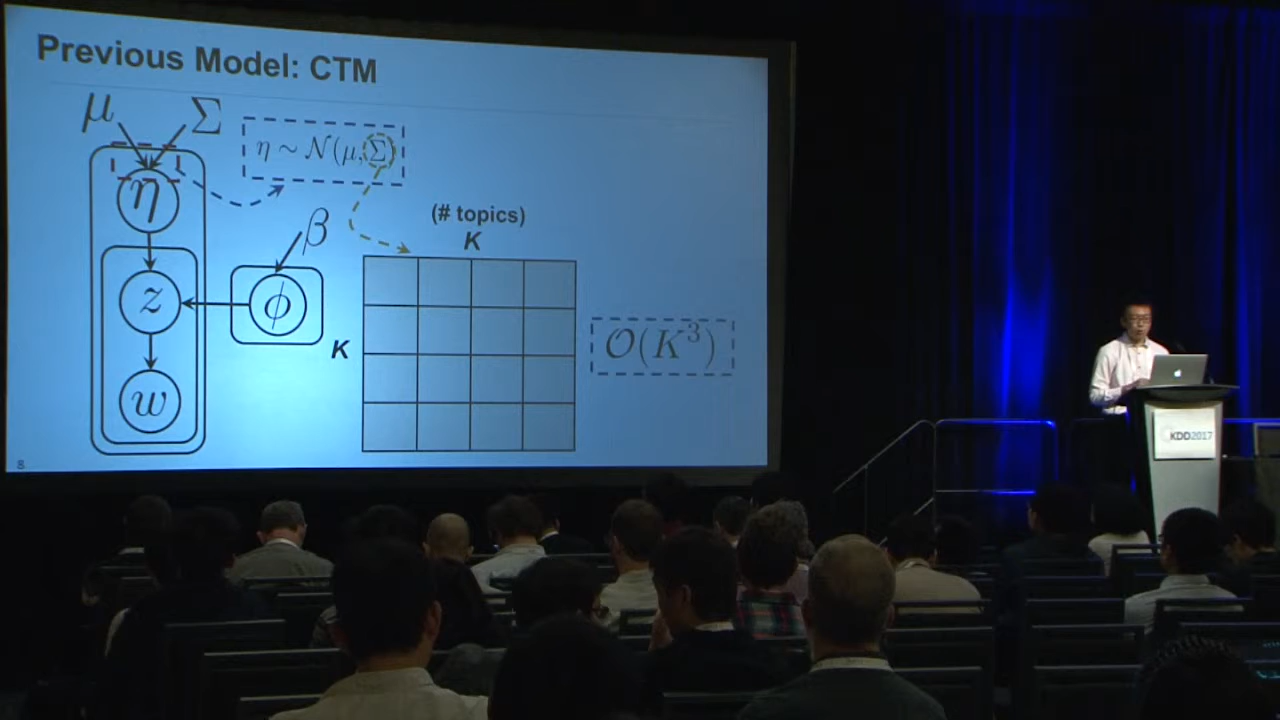 Previous Model: CTM
μ Σ
η ~ N(μ, Σ)
η
β
(# topics)
K
z
ϕ
K
O(K³)
w
8
KDD2017